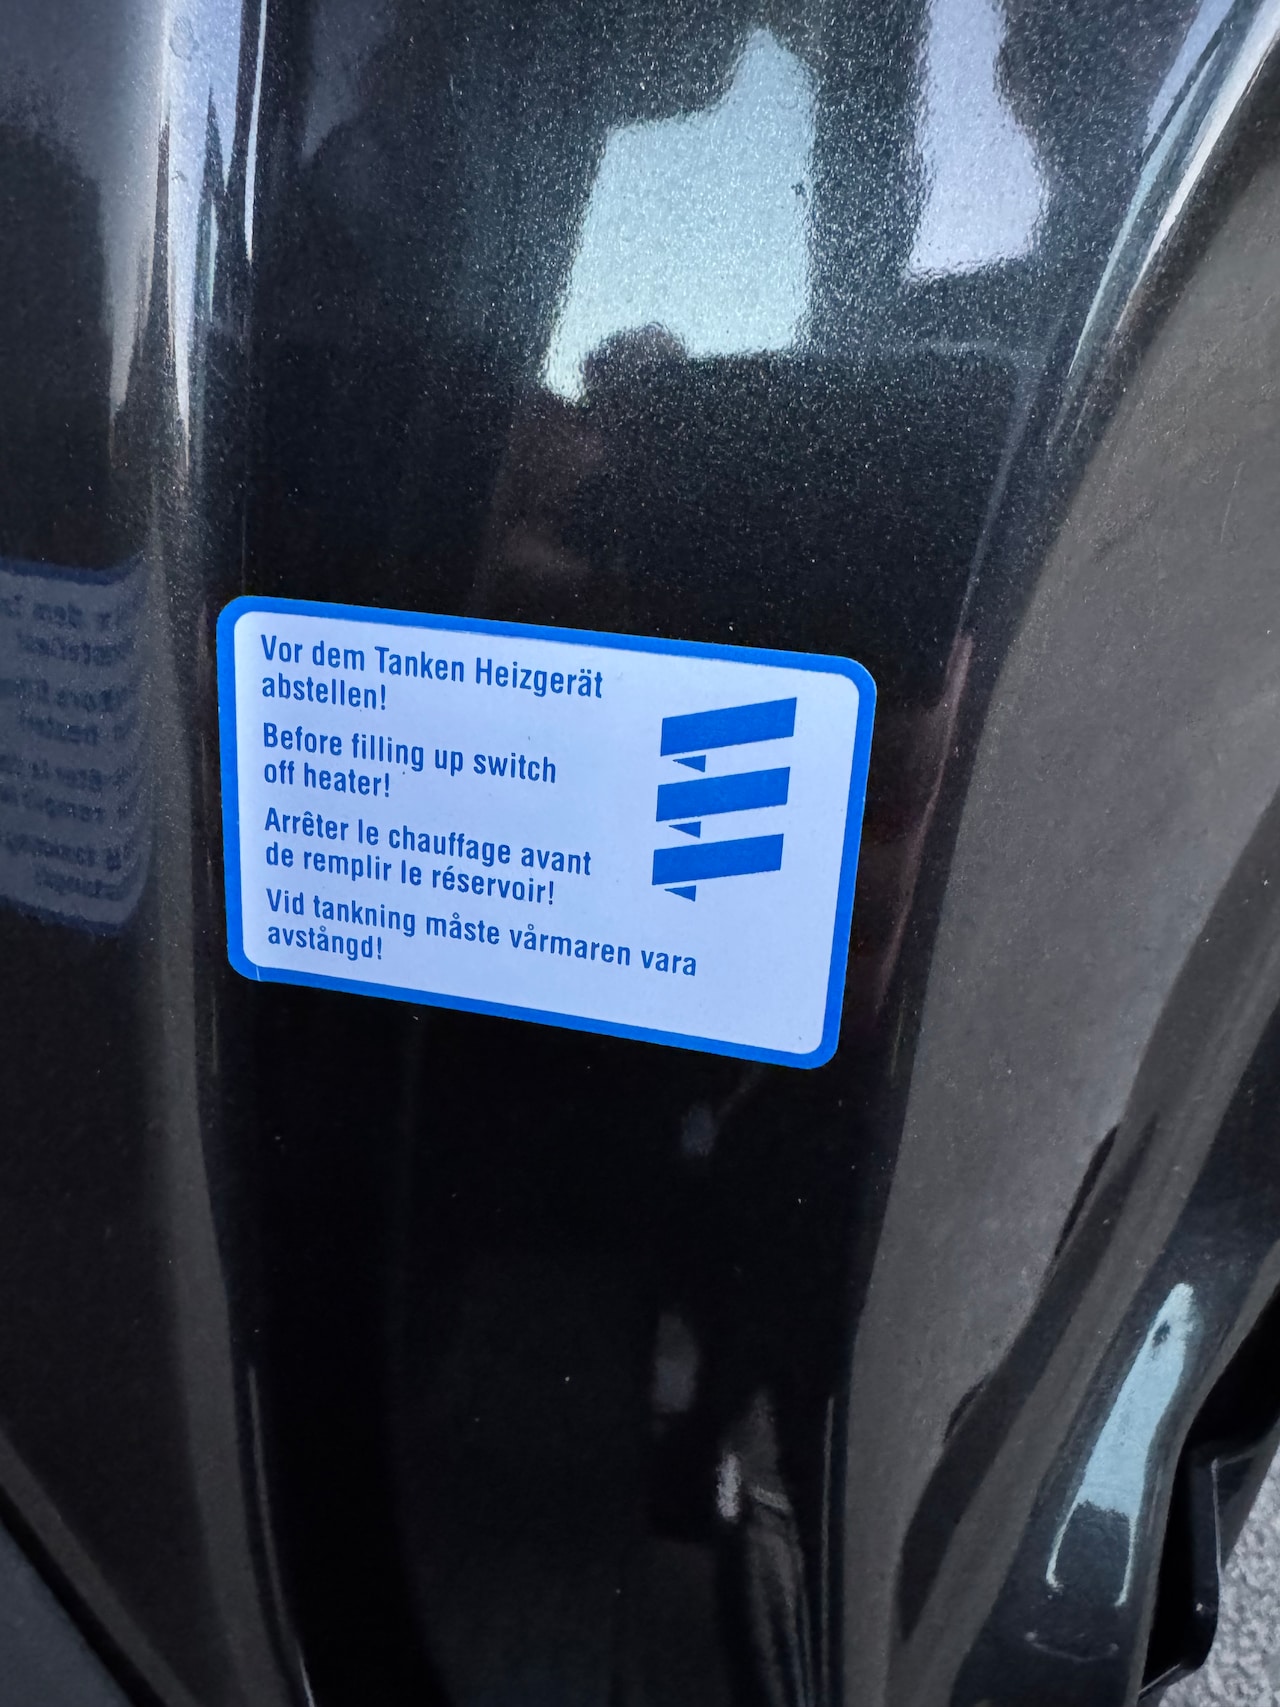 Vor dem Tanken Heizgerät
abstellen!
Before filling up switch
off heater!
Arrêter le chauffage avant
de remplir le réservoir!
Vid tankning måste vårmaren vara
avstångd!